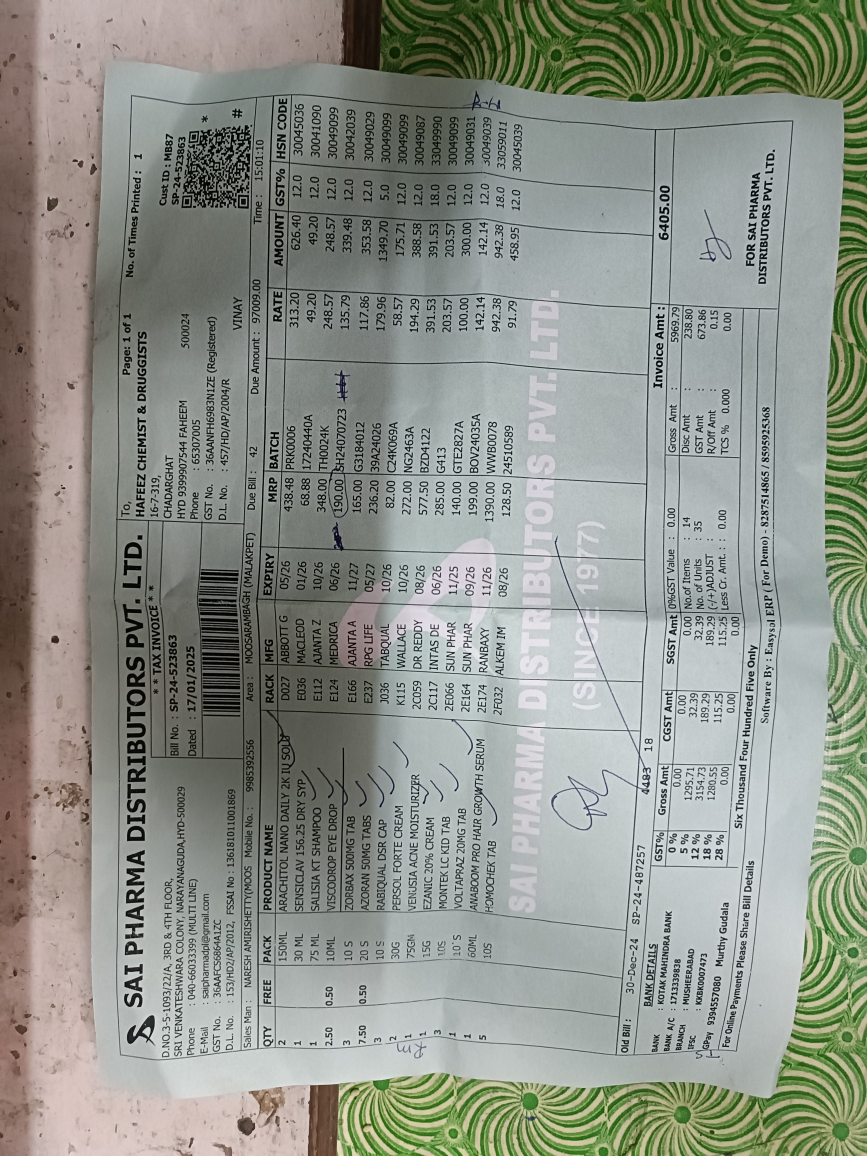 SAI PHARMA DISTRIBUTORS PVT. LTD.
D.NO.3-5-1093/22/A, 3RD & 4TH FLOOR,
SRI VENKATESHWARA COLONY, NARAYANAGUDA,HYD-500029
Phone : 040-66033399 (MULTI LINE)
E-Mail : saipharmadpl@gmail.com
GST No. : 36AAFCS6864A1ZC
D.L. No. : 153/HD2/AP/2012, FSSAI No : 13618101100​1869
* * TAX INVOICE * *
Bill No. : SP-24-523863
Dated : 17/01/2025
To, Page: 1 of 1 No. of Times Printed : 1
HAFEEZ CHEMIST & DRUGGISTS
16-7-319,
CHADARGHAT
HYD 9399907544 FAHEEM 500024
Phone : 65307005
GST No. : 36AANFH6983N1ZE (Registered)
D.L. No. : 457/HD/AP/2004/R VINAY
Cust ID : MB87
SP-24-523863
*
#
Sales Man : NARESH AMIRISHETTY(MOOS Mobile No.: 9985392556 Area : MOOSARAMBAGH (MALAKPET) Due Bill : 42 Due Amount : 97009.00 Time : 15:01:10
QTY FREE PACK PRODUCT NAME RACK MFG EXPIRY MRP BATCH RATE AMOUNT GST% HSN CODE
2 150ML ARACHITOL NANO DAILY 2K IU SOLU D027 ABBOTT G 05/26 438.48 PRK0006 313.20 626.40 12.0 30045036
1 30 ML SENSICLAV 156.25 DRY SYP E036 MACLEOD 01/26 68.88 17240440A 49.20 49.20 12.0 30041090
1 75 ML SALISIA KT SHAMPOO E112 AJANTA Z 10/26 348.00 TH0024K 248.57 248.57 12.0 30049099
2.50 0.50 10ML VISCODROP EYE DROP E124 MEDRICA 06/26 190.00 SH24070723 135.79 339.48 12.0 30042039
3 10 S ZORBAX 500MG TAB E166 AJANTA A 11/27 165.00 G3184012 117.86 353.58 12.0 30049029
7.50 0.50 20 S AZORAN 50MG TABS E237 RPG LIFE 05/27 236.20 39A24026 179.96 1349.70 5.0 30049099
3 10 S RABIQUAL DSR CAP J036 TABQUAL 10/26 82.00 C24K069A 58.57 175.71 12.0 30049099
2 30G PERSOL FORTE CREAM K115 WALLACE 10/26 272.00 NG2463A 194.29 388.58 12.0 30049087
1 75GM VENUSIA ACNE MOISTURIZER 2C059 DR REDDY 08/26 577.50 BZD4122 391.53 391.53 18.0 33049990
1 15G EZANIC 20% CREAM 2C117 INTAS DE 06/26 285.00 G413 203.57 203.57 12.0 30049099
3 10S MONTEK LC KID TAB 2E066 SUN PHAR 11/25 140.00 GTE2827A 100.00 300.00 12.0 30049031
1 10`S VOLTAPRAZ 20MG TAB 2E164 SUN PHAR 09/26 199.00 BOV24035A 142.14 142.14 12.0 30049039
1 60ML ANABOOM PRO HAIR GROWTH SERUM 2E174 RANBAXY 11/26 1390.00 WWB0078 942.38 942.38 18.0 33059011
5 10S HOMOCHEK TAB 2F032 ALKEM IM 08/26 128.50 24510589 91.79 458.95 12.0 30045039
SAI PHARMA DISTRIBUTORS PVT. LTD.
(SINCE 1977)
Old Bill : 30-Dec-24 SP-24-487257 18
BANK DETAILS
BANK : KOTAK MAHINDRA BANK
BANK A/C : 1713339838
BRANCH : MUSHEERABAD
IFSC : KKBK0007473
GPay 9394557080 Murthy Gudala
For Online Payments Please Share Bill Details
GST% Gross Amt CGST Amt SGST Amt
0 % 0.00 0.00 0.00
5 % 1295.71 32.39 32.39
12 % 3154.73 189.29 189.29
18 % 1280.55 115.25 115.25
28 % 0.00 0.00 0.00
0%GST Value : 0.00
No.of Items : 14
No. of Units : 35
(-/+)ADJUST :
Less Cr. Amt.: : 0.00
Invoice Amt : 6405.00
Gross Amt : 5969.79
Disc Amt : 238.80
GST Amt : 673.86
R/Off Amt : 0.15
TCS % 0.000 0.00
Six Thousand Four Hundred Five Only
FOR SAI PHARMA
DISTRIBUTORS PVT. LTD.
Software By : Easysol ERP ( For Demo) - 8287514865 / 8595925368